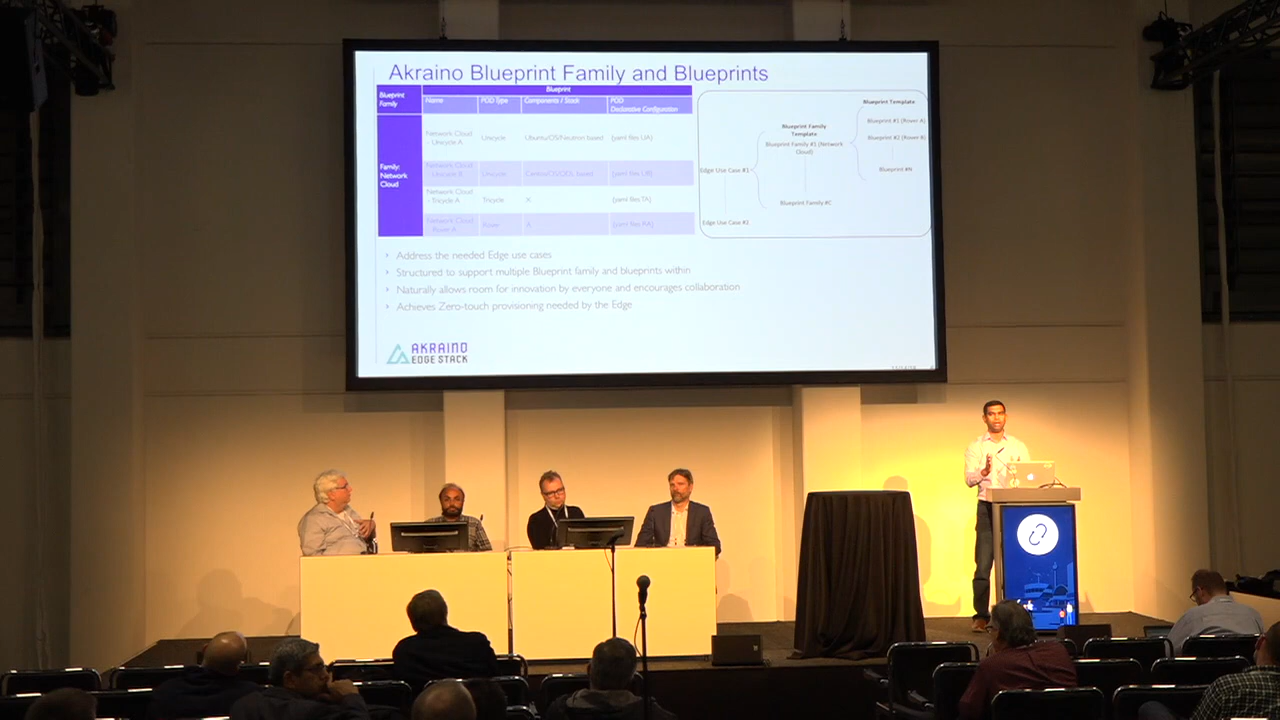 Akraino Blueprint Family and Blueprints
Blueprint
Family
Blueprint
Name
POD Type
Components / Stack
POD
Declarative Configuration
Family:
Network
Cloud
Network Cloud
- Unicycle A
Unicycle
Ubuntu/OS/Neutron based
(yaml files UA)
Network Cloud
- Unicycle B
Unicycle
Centos/OS/ODL based
(yaml files UB)
Network Cloud
- Tricycle A
Tricycle
X
(yaml files TA)
Network Cloud
- Rover A
Rover
(yaml files RA)
Edge Use Case #1
Edge Use Case #2
Blueprint Family
Template
Blueprint Family #1 (Network
Cloud)
Blueprint Family #C
Blueprint Template
Blueprint #1 (Rover A)
Blueprint #2 (Rover B)
Blueprint #N
› Address the needed Edge use cases
› Structured to support multiple Blueprint family and blueprints within
› Naturally allows room for innovation by everyone and encourages collaboration
› Achieves Zero-touch provisioning needed by the Edge
AKRAINO
EDGE STACK